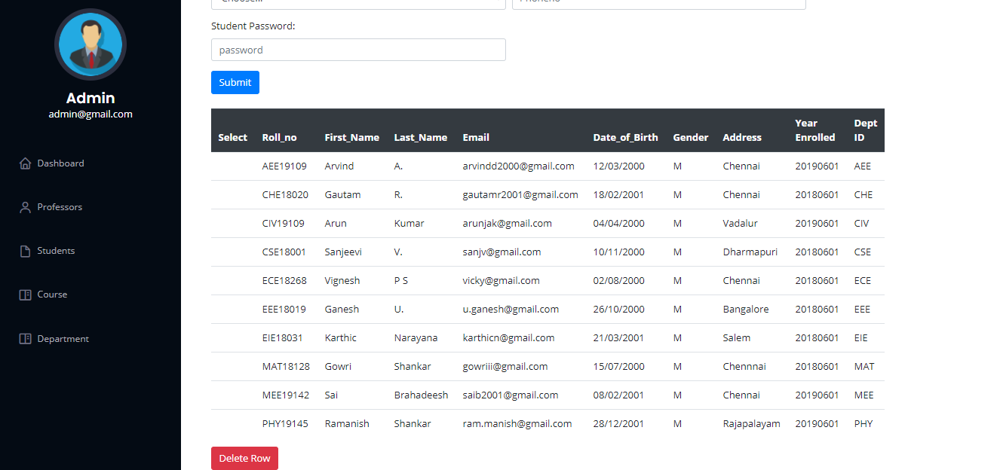 Admin
admin@gmail.com
Dashboard
Professors
Students
Course
Department
Student Password:
password
Submit
Select Roll_no First_Name Last_Name Email Date_of_Birth Gender Address Year Enrolled Dept ID
AEE19109 Arvind A. arvindd2000@gmail.com 12/03/2000 M Chennai 20190601 AEE
CHE18020 Gautam R. gautamr2001@gmail.com 18/02/2001 M Chennai 20180601 CHE
CIV19109 Arun Kumar arunjak@gmail.com 04/04/2000 M Vadalur 20190601 CIV
CSE18001 Sanjeevi V. sanjv@gmail.com 10/11/2000 M Dharmapuri 20180601 CSE
ECE18268 Vignesh P S vicky@gmail.com 02/08/2000 M Chennai 20180601 ECE
EEE18019 Ganesh U. u.ganesh@gmail.com 26/10/2000 M Bangalore 20180601 EEE
EIE18031 Karthic Narayana karthicn@gmail.com 21/03/2001 M Salem 20180601 EIE
MAT18128 Gowri Shankar gowriii@gmail.com 15/07/2000 M Chennnai 20180601 MAT
MEE19142 Sai Brahadeesh saib2001@gmail.com 08/02/2001 M Chennai 20190601 MEE
PHY19145 Ramanish Shankar ram.manish@gmail.com 28/12/2001 M Rajapalayam 20190601 PHY
Delete Row